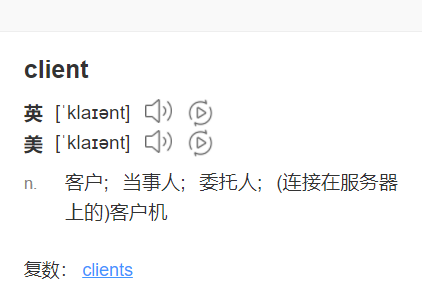 client
英 [ˈklaɪənt]
美 [ˈklaɪənt]
n. 客户；当事人；委托人；(连接在服务器
上的)客户机
复数： clients